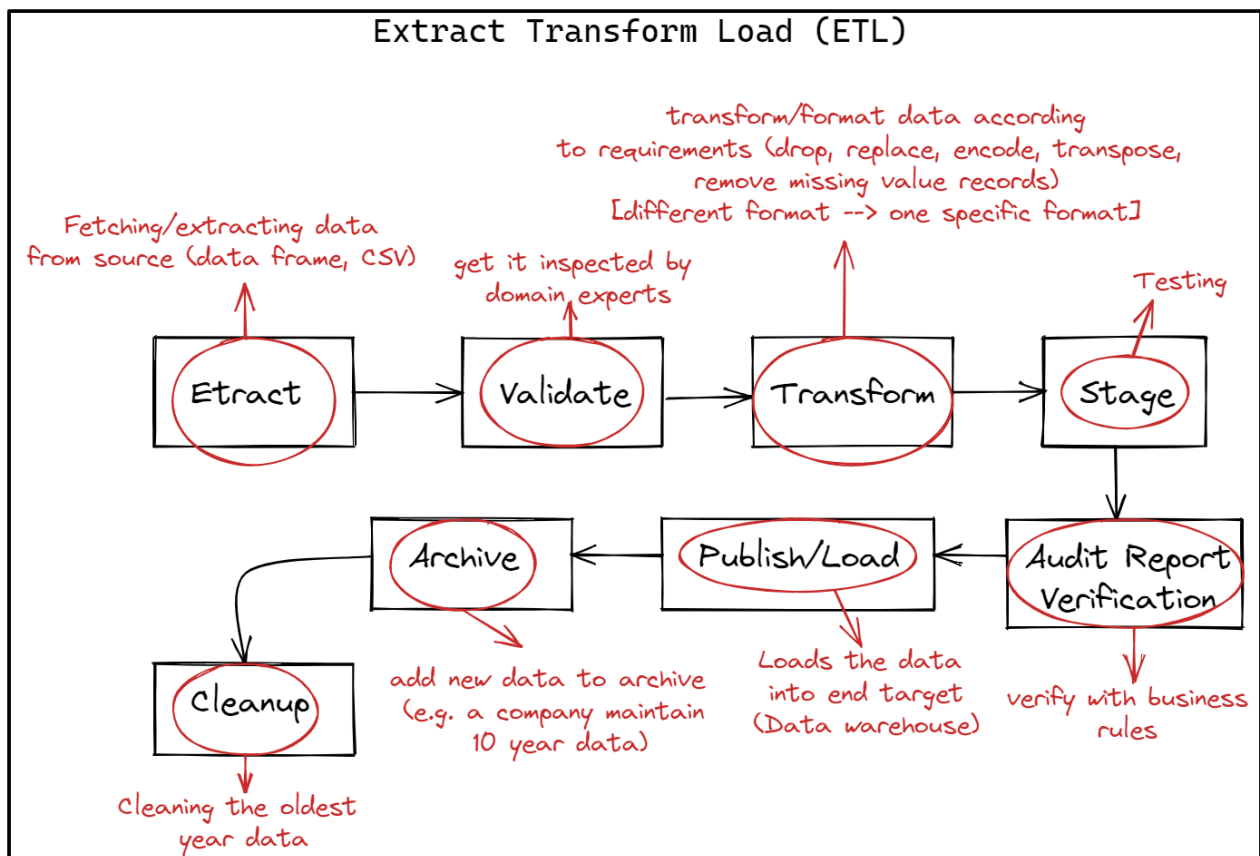 Extract Transform Load (ETL)
transform/format data according
to requirements (drop, replace, encode, transpose,
remove missing value records)
[different format --> one specific format]
Fetching/extracting data
from source (data frame, CSV)
get it inspected by
domain experts
Testing
Etract
Validate
Transform
Stage
Archive
Publish/Load
Audit Report
Verification
Cleanup
add new data to archive
(e.g. a company maintain
10 year data)
Loads the data
into end target
(Data warehouse)
verify with business
rules
Cleaning the oldest
year data